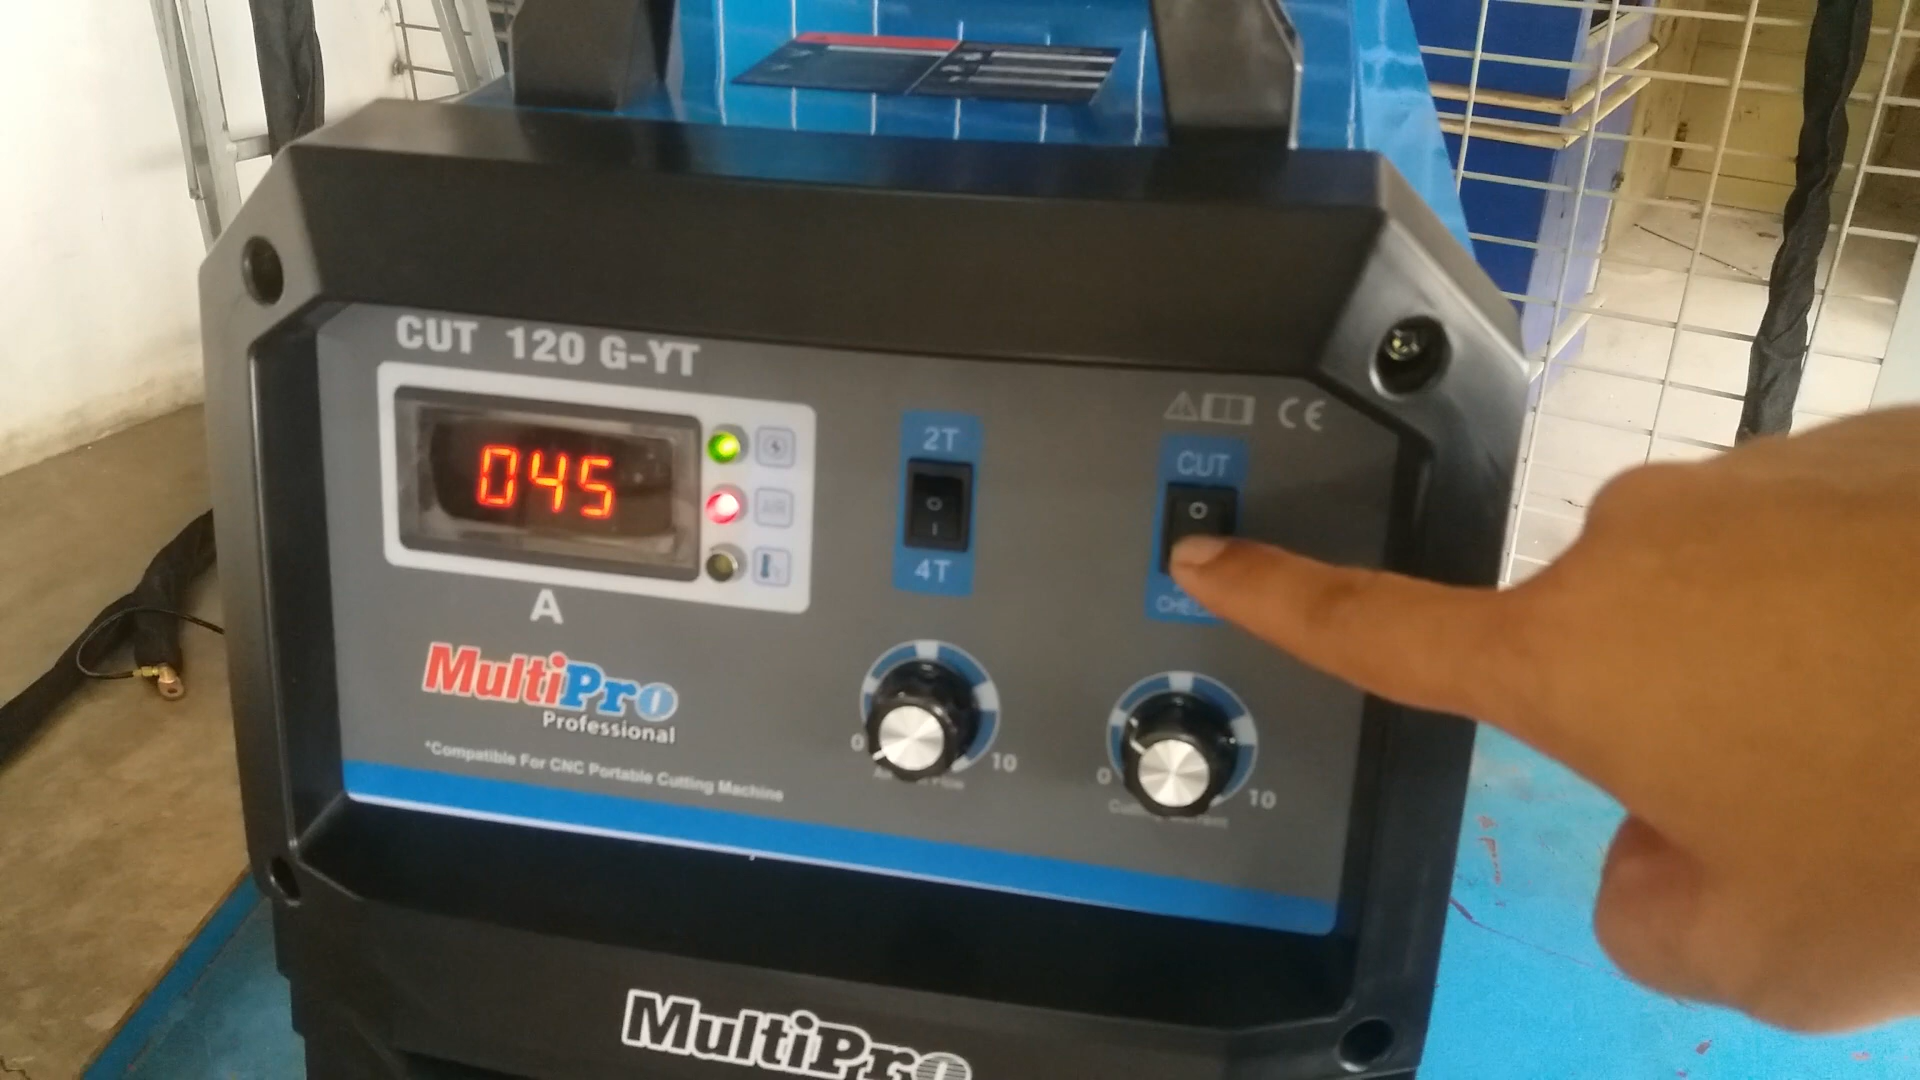 CUT 120 G-YT
045
A
MultiPro
Professional
*Compatible For CNC Portable Cutting Machine
2T
O
I
4T
CE
CUT
O
0
10
0
10
MultiPro